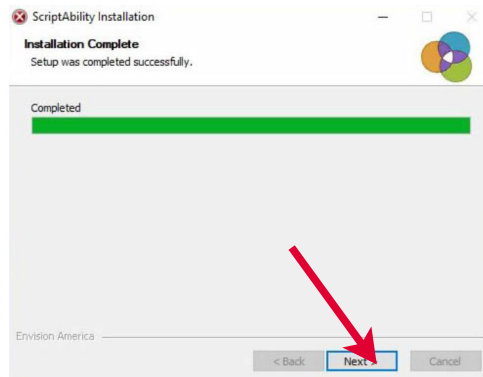 ScriptAbility Installation
Installation Complete
Setup was completed successfully.
Completed
Envision America
< Back Next > Cancel